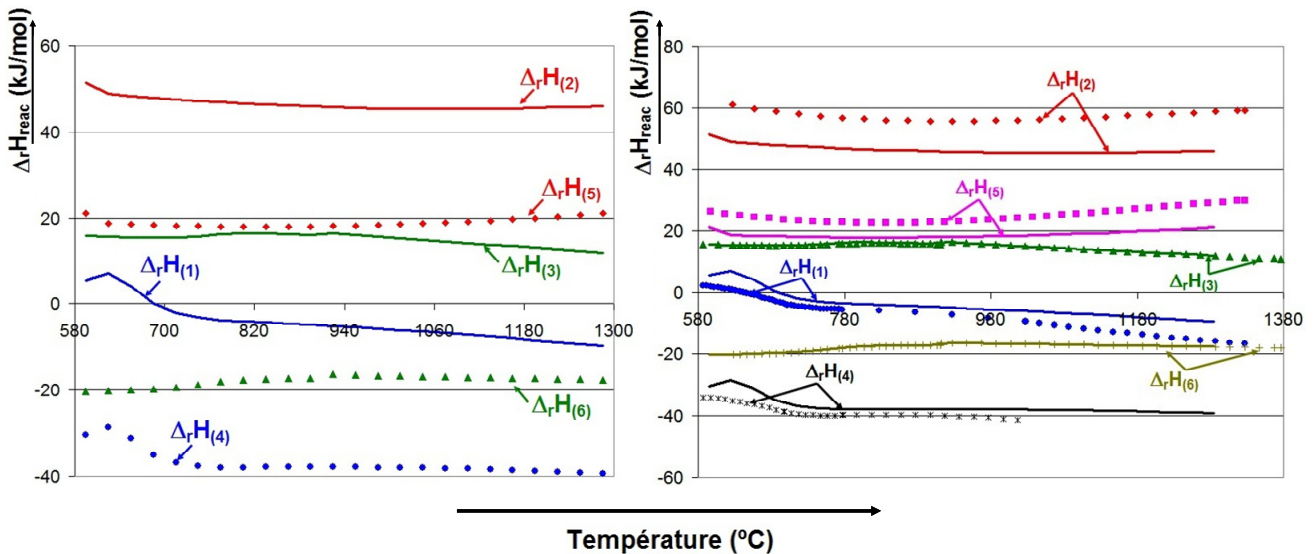 ΔrHreac (kJ/mol)
60
40
20
0
-20
-40
580
700
820
940
1060
1180
1300
ΔrH(2)
ΔrH(5)
ΔrH(3)
ΔrH(1)
ΔrH(6)
ΔrH(4)
ΔrHreac (kJ/mol)
80
60
40
20
0
-20
-40
-60
580
780
980
1180
1380
ΔrH(2)
ΔrH(5)
ΔrH(1)
ΔrH(3)
ΔrH(4)
ΔrH(6)
Température (ºC)